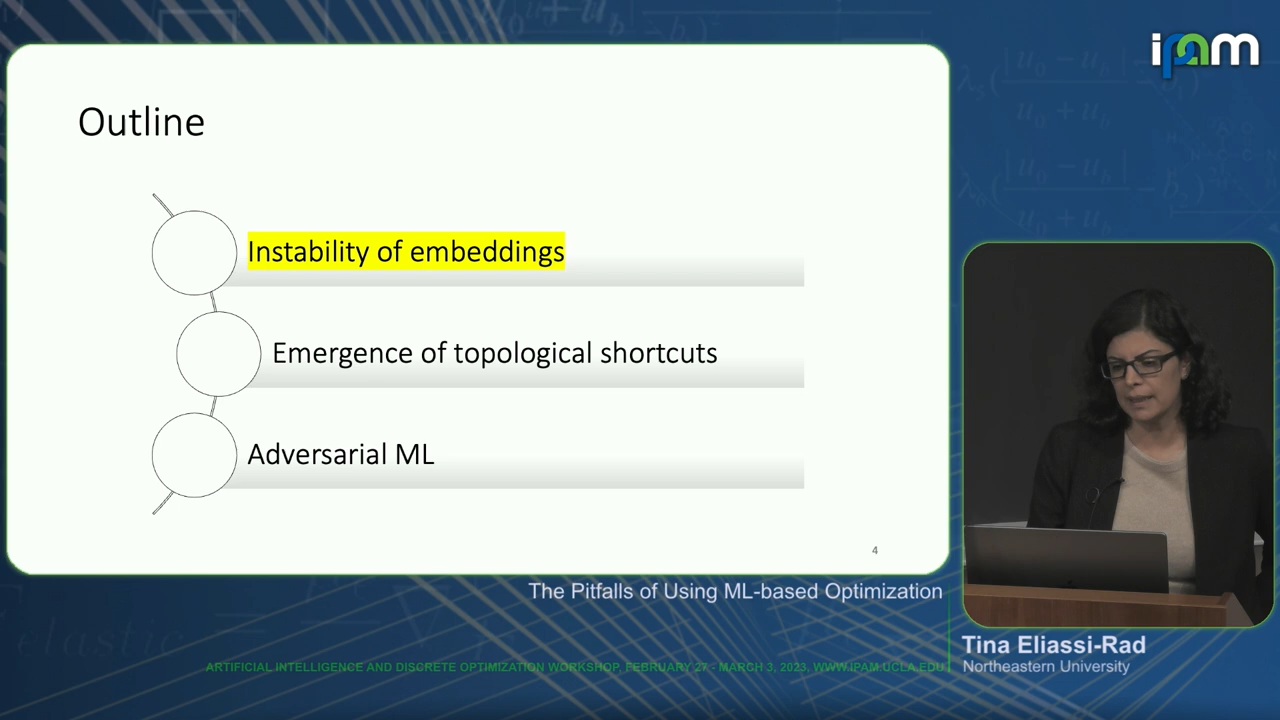 ipam
Outline
Instability of embeddings
Emergence of topological shortcuts
Adversarial ML
4
The Pitfalls of Using ML-based Optimization
Tina Eliassi-Rad
Northeastern University
ARTIFICIAL INTELLIGENCE AND DISCRETE OPTIMIZATION WORKSHOP, FEBRUARY 27 - MARCH 3, 2023, WWW.IPAM.UCLA.EDU
elastic